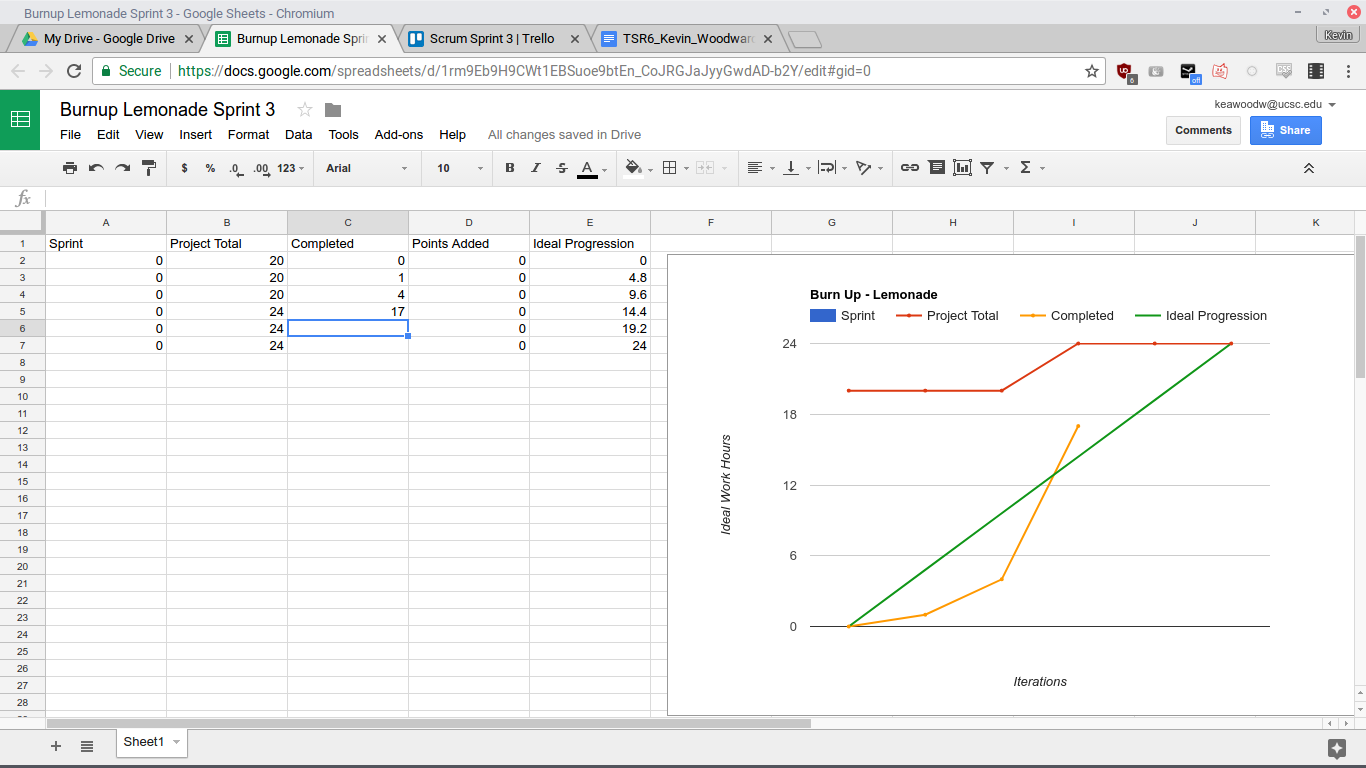 Burnup Lemonade Sprint 3 - Google Sheets - Chromium
My Drive - Google Drive
Burnup Lemonade Spri
Scrum Sprint 3 | Trello
TSR6_Kevin_Woodwar
Kevin
Secure
https://docs.google.com/spreadsheets/d/1rm9Eb9H9CWt1EBSuoe9btEn_CoJRGJaJyyGwdAD-b2Y/edit#gid=0
6
off
Burnup Lemonade Sprint 3
keawoodw@ucsc.edu
File Edit View Insert Format Data Tools Add-ons Help All changes saved in Drive
Comments
Share
$ % .0 .00 123 Arial 10 B I S A Σ
fx
A B C D E F G H I J K
1 Sprint Project Total Completed Points Added Ideal Progression
2 0 20 0 0 0
3 0 20 1 0 4.8
4 0 20 4 0 9.6
5 0 24 17 0 14.4
6 0 24 0 19.2
7 0 24 0 24
8
9
10
11
12
13
14
15
16
17
18
19
20
21
22
23
24
25
26
27
28
Burn Up - Lemonade
Sprint Project Total Completed Ideal Progression
24
18
12
6
0
Ideal Work Hours
Iterations
Sheet1